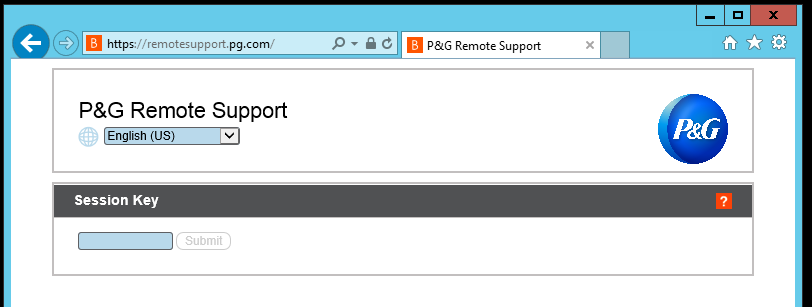 B https://remotesupport.pg.com/
B P&G Remote Support
P&G Remote Support
English (US)
P&G
Session Key
?
Submit